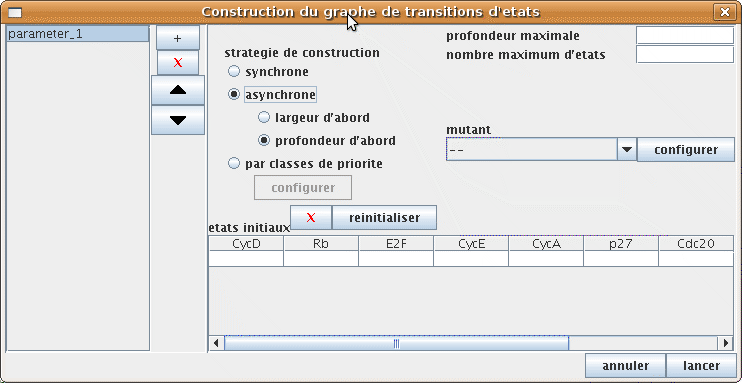 Construction du graphe de transitions d'etats
parameter_1
+
X
strategie de construction
synchrone
asynchrone
largeur d'abord
profondeur d'abord
par classes de priorite
configurer
profondeur maximale
nombre maximum d'etats
mutant
--
configurer
X
reinitialiser
etats initiaux
CycD Rb E2F CycE CycA p27 Cdc20
annuler lancer